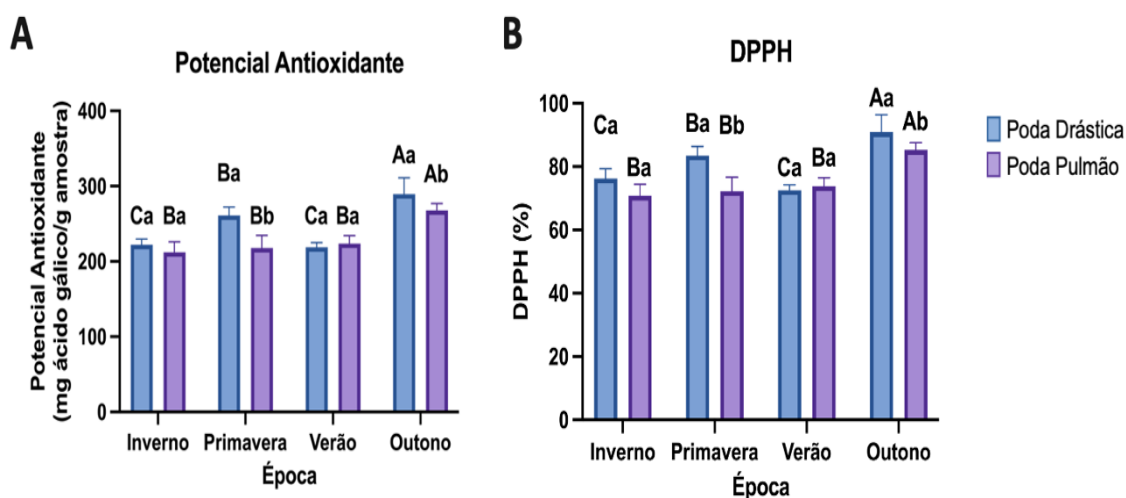 A
Potencial Antioxidante
Potencial Antioxidante
(mg ácido gálico/g amostra)
400
300
200
100
0
Ca
Ba
Ba
Bb
Ca
Ba
Aa
Ab
Inverno
Primavera
Verão
Outono
Época
B
DPPH
DPPH (%)
100
80
60
40
20
0
Ca
Ba
Ba
Bb
Ca
Ba
Aa
Ab
Inverno
Primavera
Verão
Outono
Época
Poda Drástica
Poda Pulmão